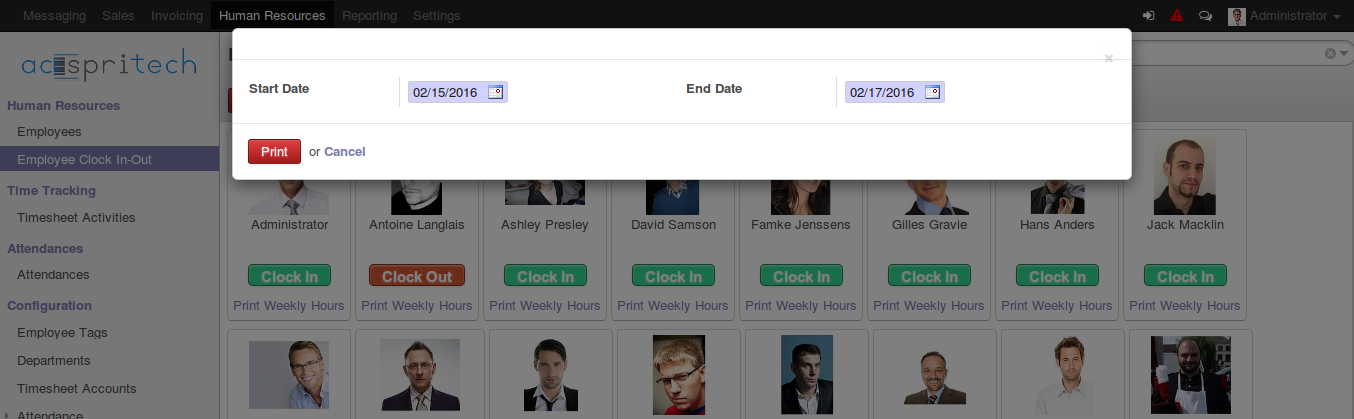 Messaging Sales Invoicing Human Resources Reporting Settings Administrator
acespritech
×
Start Date 02/15/2016 End Date 02/17/2016
Print or Cancel
Human Resources
Employees
Employee Clock In-Out
Time Tracking
Timesheet Activities
Attendances
Attendances
Configuration
Employee Tags
Departments
Timesheet Accounts
Attendance
Administrator Antoine Langlais Ashley Presley David Samson Famke Jenssens Gilles Gravie Hans Anders Jack Macklin
Clock In Clock Out Clock In Clock In Clock In Clock In Clock In Clock In
Print Weekly Hours Print Weekly Hours Print Weekly Hours Print Weekly Hours Print Weekly Hours Print Weekly Hours Print Weekly Hours Print Weekly Hours